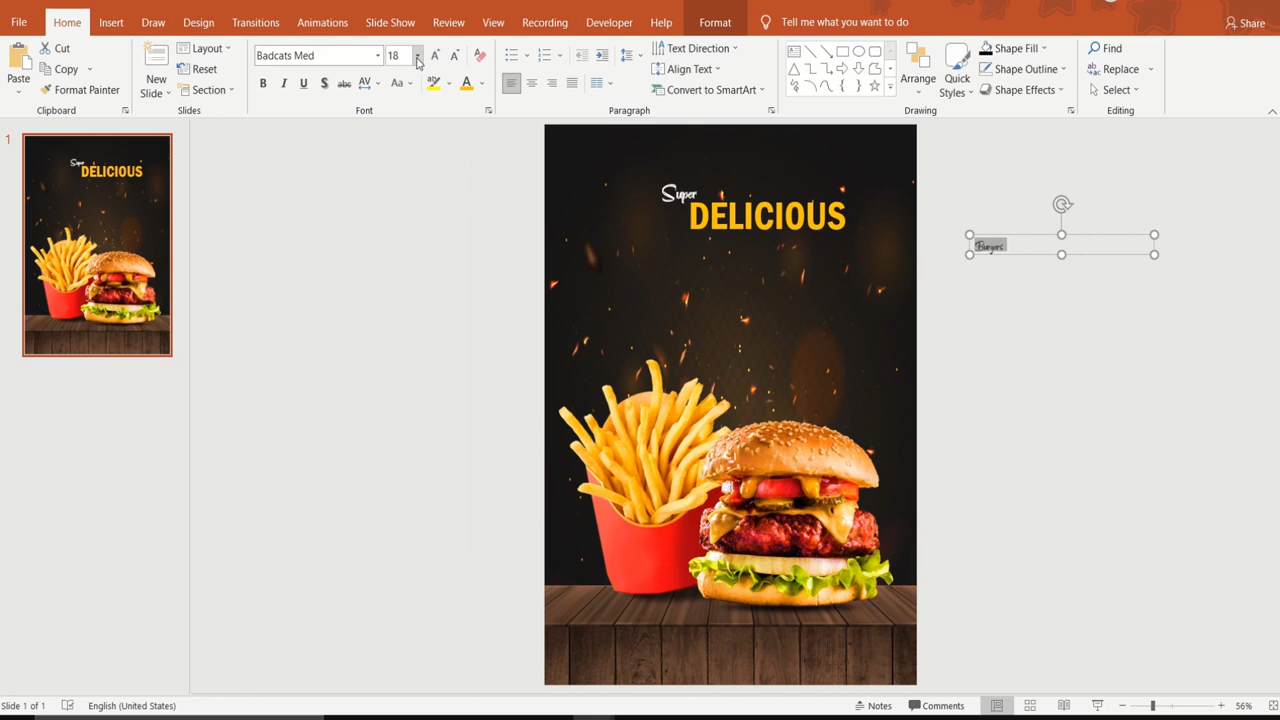 File Home Insert Draw Design Transitions Animations Slide Show Review View Recording Developer Help Format Tell me what you want to do Share
Paste Cut Copy Format Painter Clipboard
New Slide Layout Reset Section Slides
Badcats Med 18 Font
Text Direction Align Text Convert to SmartArt Paragraph
Arrange Quick Styles Shape Fill Shape Outline Shape Effects Drawing
Find Replace Select Editing
1
Super
DELICIOUS
Super
DELICIOUS
Burgers
Slide 1 of 1 English (United States) Notes Comments 56%